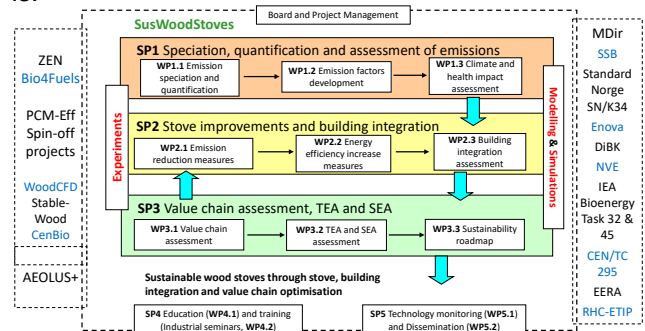 Board and Project Management
SusWoodStoves
SP1 Speciation, quantification and assessment of emissions
WP1.1 Emission
speciation and
quantification
WP1.2 Emission factors
development
WP1.3 Climate and
health impact
assessment
SP2 Stove improvements and building integration
WP2.1 Emission
reduction measures
WP2.2 Energy
efficiency increase
measures
WP2.3 Building
integration
assessment
SP3 Value chain assessment, TEA and SEA
WP3.1 Value chain
assessment
WP3.2 TEA and SEA
assessment
WP3.3 Sustainability
roadmap
Sustainable wood stoves through stove, building
integration and value chain optimisation
SP4 Education (WP4.1) and training
(Industrial seminars, WP4.2)
SP5 Technology monitoring (WP5.1)
and Dissemination (WP5.2)
Experiments
Modelling & Simulations
ZEN
Bio4Fuels
PCM-Eff
Spin-off
projects
WoodCFD
Stable-
Wood
CenBio
AEOLUS+
MDir
SSB
Standard
Norge
SN/K34
Enova
DiBK
NVE
IEA
Bioenergy
Task 32 &
45
CEN/TC
295
EERA
RHC-ETIP